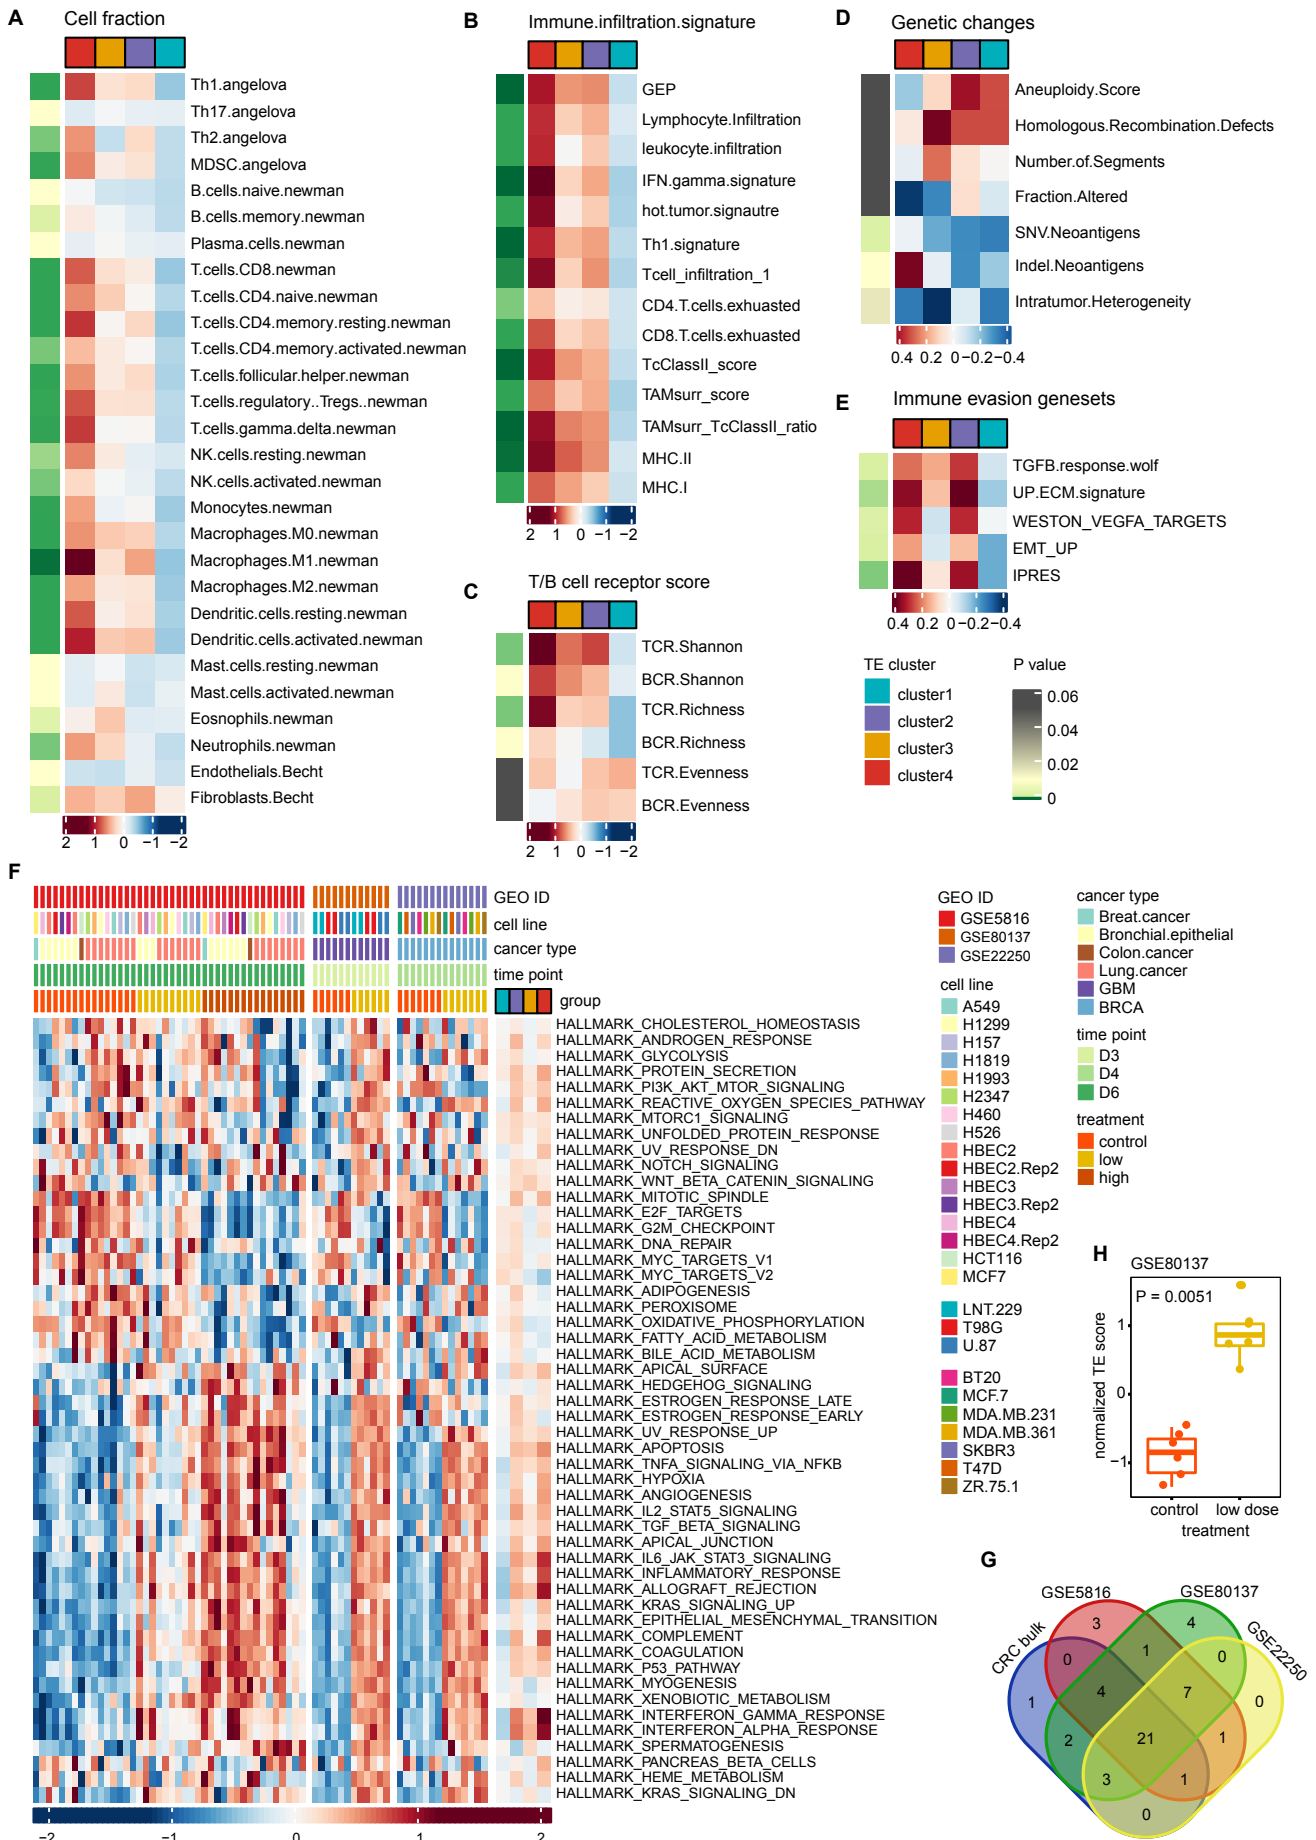 A
Cell fraction
Th1.angelova
Th17.angelova
Th2.angelova
MDSC.angelova
B.cells.naive.newman
B.cells.memory.newman
Plasma.cells.newman
T.cells.CD8.newman
T.cells.CD4.naive.newman
T.cells.CD4.memory.resting.newman
T.cells.CD4.memory.activated.newman
T.cells.follicular.helper.newman
T.cells.regulatory..Tregs..newman
T.cells.gamma.delta.newman
NK.cells.resting.newman
NK.cells.activated.newman
Monocytes.newman
Macrophages.M0.newman
Macrophages.M1.newman
Macrophages.M2.newman
Dendritic.cells.resting.newman
Dendritic.cells.activated.newman
Mast.cells.resting.newman
Mast.cells.activated.newman
Eosnophils.newman
Neutrophils.newman
Endothelials.Becht
Fibroblasts.Becht
2 1 0 −1 −2
B
Immune.infiltration.signature
GEP
Lymphocyte.Infiltration
leukocyte.infiltration
IFN.gamma.signature
hot.tumor.signautre
Th1.signature
Tcell_infiltration_1
CD4.T.cells.exhuasted
CD8.T.cells.exhuasted
TcClassII_score
TAMsurr_score
TAMsurr_TcClassII_ratio
MHC.II
MHC.I
2 1 0 −1 −2
C
T/B cell receptor score
TCR.Shannon
BCR.Shannon
TCR.Richness
BCR.Richness
TCR.Evenness
BCR.Evenness
2 1 0 −1 −2
D
Genetic changes
Aneuploidy.Score
Homologous.Recombination.Defects
Number.of.Segments
Fraction.Altered
SNV.Neoantigens
Indel.Neoantigens
Intratumor.Heterogeneity
0.4 0.2 0−0.2−0.4
E
Immune evasion genesets
TGFB.response.wolf
UP.ECM.signature
WESTON_VEGFA_TARGETS
EMT_UP
IPRES
0.4 0.2 0−0.2−0.4
TE cluster
cluster1
cluster2
cluster3
cluster4
P value
0.06
0.04
0.02
0
F
GEO ID
cell line
cancer type
time point
group
HALLMARK_CHOLESTEROL_HOMEOSTASIS
HALLMARK_ANDROGEN_RESPONSE
HALLMARK_GLYCOLYSIS
HALLMARK_PROTEIN_SECRETION
HALLMARK_PI3K_AKT_MTOR_SIGNALING
HALLMARK_REACTIVE_OXYGEN_SPECIES_PATHWAY
HALLMARK_MTORC1_SIGNALING
HALLMARK_UNFOLDED_PROTEIN_RESPONSE
HALLMARK_UV_RESPONSE_DN
HALLMARK_NOTCH_SIGNALING
HALLMARK_WNT_BETA_CATENIN_SIGNALING
HALLMARK_MITOTIC_SPINDLE
HALLMARK_E2F_TARGETS
HALLMARK_G2M_CHECKPOINT
HALLMARK_DNA_REPAIR
HALLMARK_MYC_TARGETS_V1
HALLMARK_MYC_TARGETS_V2
HALLMARK_ADIPOGENESIS
HALLMARK_PEROXISOME
HALLMARK_OXIDATIVE_PHOSPHORYLATION
HALLMARK_FATTY_ACID_METABOLISM
HALLMARK_BILE_ACID_METABOLISM
HALLMARK_APICAL_SURFACE
HALLMARK_HEDGEHOG_SIGNALING
HALLMARK_ESTROGEN_RESPONSE_LATE
HALLMARK_ESTROGEN_RESPONSE_EARLY
HALLMARK_UV_RESPONSE_UP
HALLMARK_APOPTOSIS
HALLMARK_TNFA_SIGNALING_VIA_NFKB
HALLMARK_HYPOXIA
HALLMARK_ANGIOGENESIS
HALLMARK_IL2_STAT5_SIGNALING
HALLMARK_TGF_BETA_SIGNALING
HALLMARK_APICAL_JUNCTION
HALLMARK_IL6_JAK_STAT3_SIGNALING
HALLMARK_INFLAMMATORY_RESPONSE
HALLMARK_ALLOGRAFT_REJECTION
HALLMARK_KRAS_SIGNALING_UP
HALLMARK_EPITHELIAL_MESENCHYMAL_TRANSITION
HALLMARK_COMPLEMENT
HALLMARK_COAGULATION
HALLMARK_P53_PATHWAY
HALLMARK_MYOGENESIS
HALLMARK_XENOBIOTIC_METABOLISM
HALLMARK_INTERFERON_GAMMA_RESPONSE
HALLMARK_INTERFERON_ALPHA_RESPONSE
HALLMARK_SPERMATOGENESIS
HALLMARK_PANCREAS_BETA_CELLS
HALLMARK_HEME_METABOLISM
HALLMARK_KRAS_SIGNALING_DN
−2 −1 0 1 2
GEO ID
GSE5816
GSE80137
GSE22250
cell line
A549
H1299
H157
H1819
H1993
H2347
H460
H526
HBEC2
HBEC2.Rep2
HBEC3
HBEC3.Rep2
HBEC4
HBEC4.Rep2
HCT116
MCF7
LNT.229
T98G
U.87
BT20
MCF.7
MDA.MB.231
MDA.MB.361
SKBR3
T47D
ZR.75.1
cancer type
Breat.cancer
Bronchial.epithelial
Colon.cancer
Lung.cancer
GBM
BRCA
time point
D3
D4
D6
treatment
control
low
high
H
GSE80137
P = 0.0051
normalized TE score
1
0
−1
control low dose
treatment
G
CRC bulk
GSE5816
GSE80137
GSE22250
3 4
0 1 0
1 4 7 0
2 21 1
3 1
0